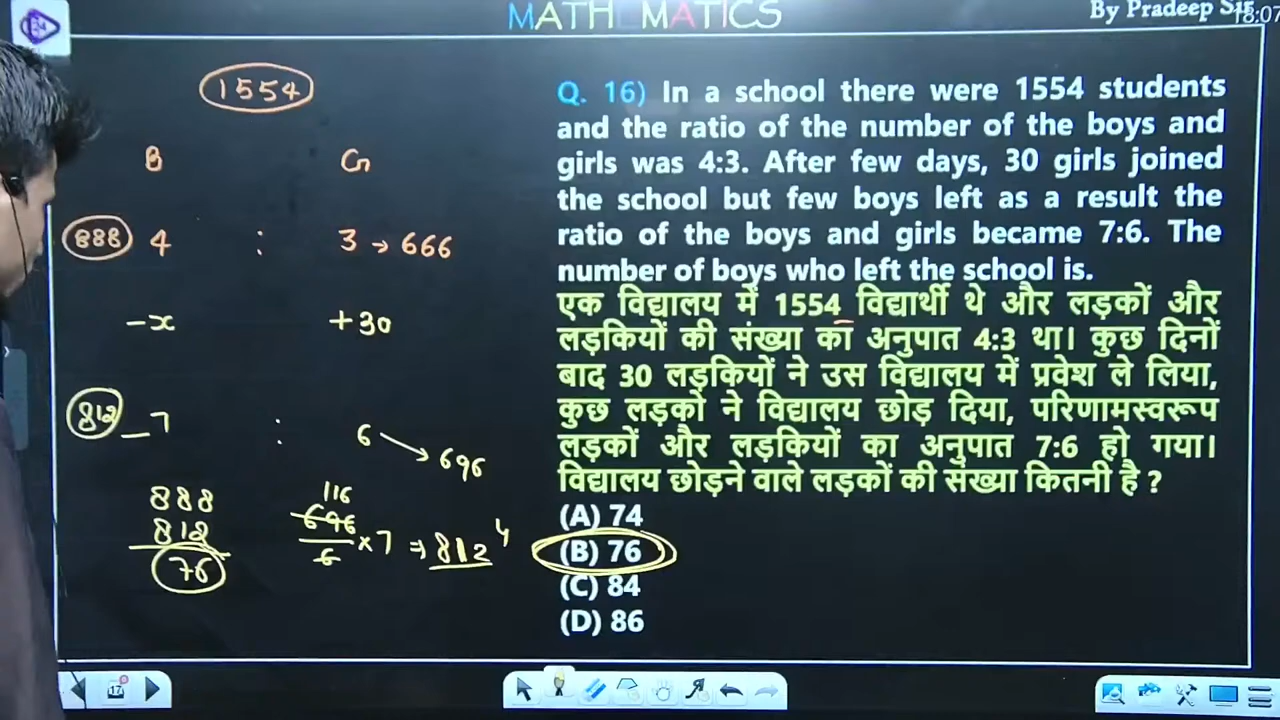 MATHEMATICS
By Pradeep Sir
18:07
1554
B G
888 4 : 3 → 666
-x +30
812 7 : 6 → 696
888
812
76
116
696/6 × 7 ⇒ 812
Q. 16) In a school there were 1554 students
and the ratio of the number of the boys and
girls was 4:3. After few days, 30 girls joined
the school but few boys left as a result the
ratio of the boys and girls became 7:6. The
number of boys who left the school is.
एक विद्यालय में 1554 विद्यार्थी थे और लड़कों और
लड़कियों की संख्या का अनुपात 4:3 था। कुछ दिनों
बाद 30 लड़कियों ने उस विद्यालय में प्रवेश ले लिया,
कुछ लड़कों ने विद्यालय छोड़ दिया, परिणामस्वरूप
लड़कों और लड़कियों का अनुपात 7:6 हो गया।
विद्यालय छोड़ने वाले लड़कों की संख्या कितनी है ?
(A) 74
(B) 76
(C) 84
(D) 86
17